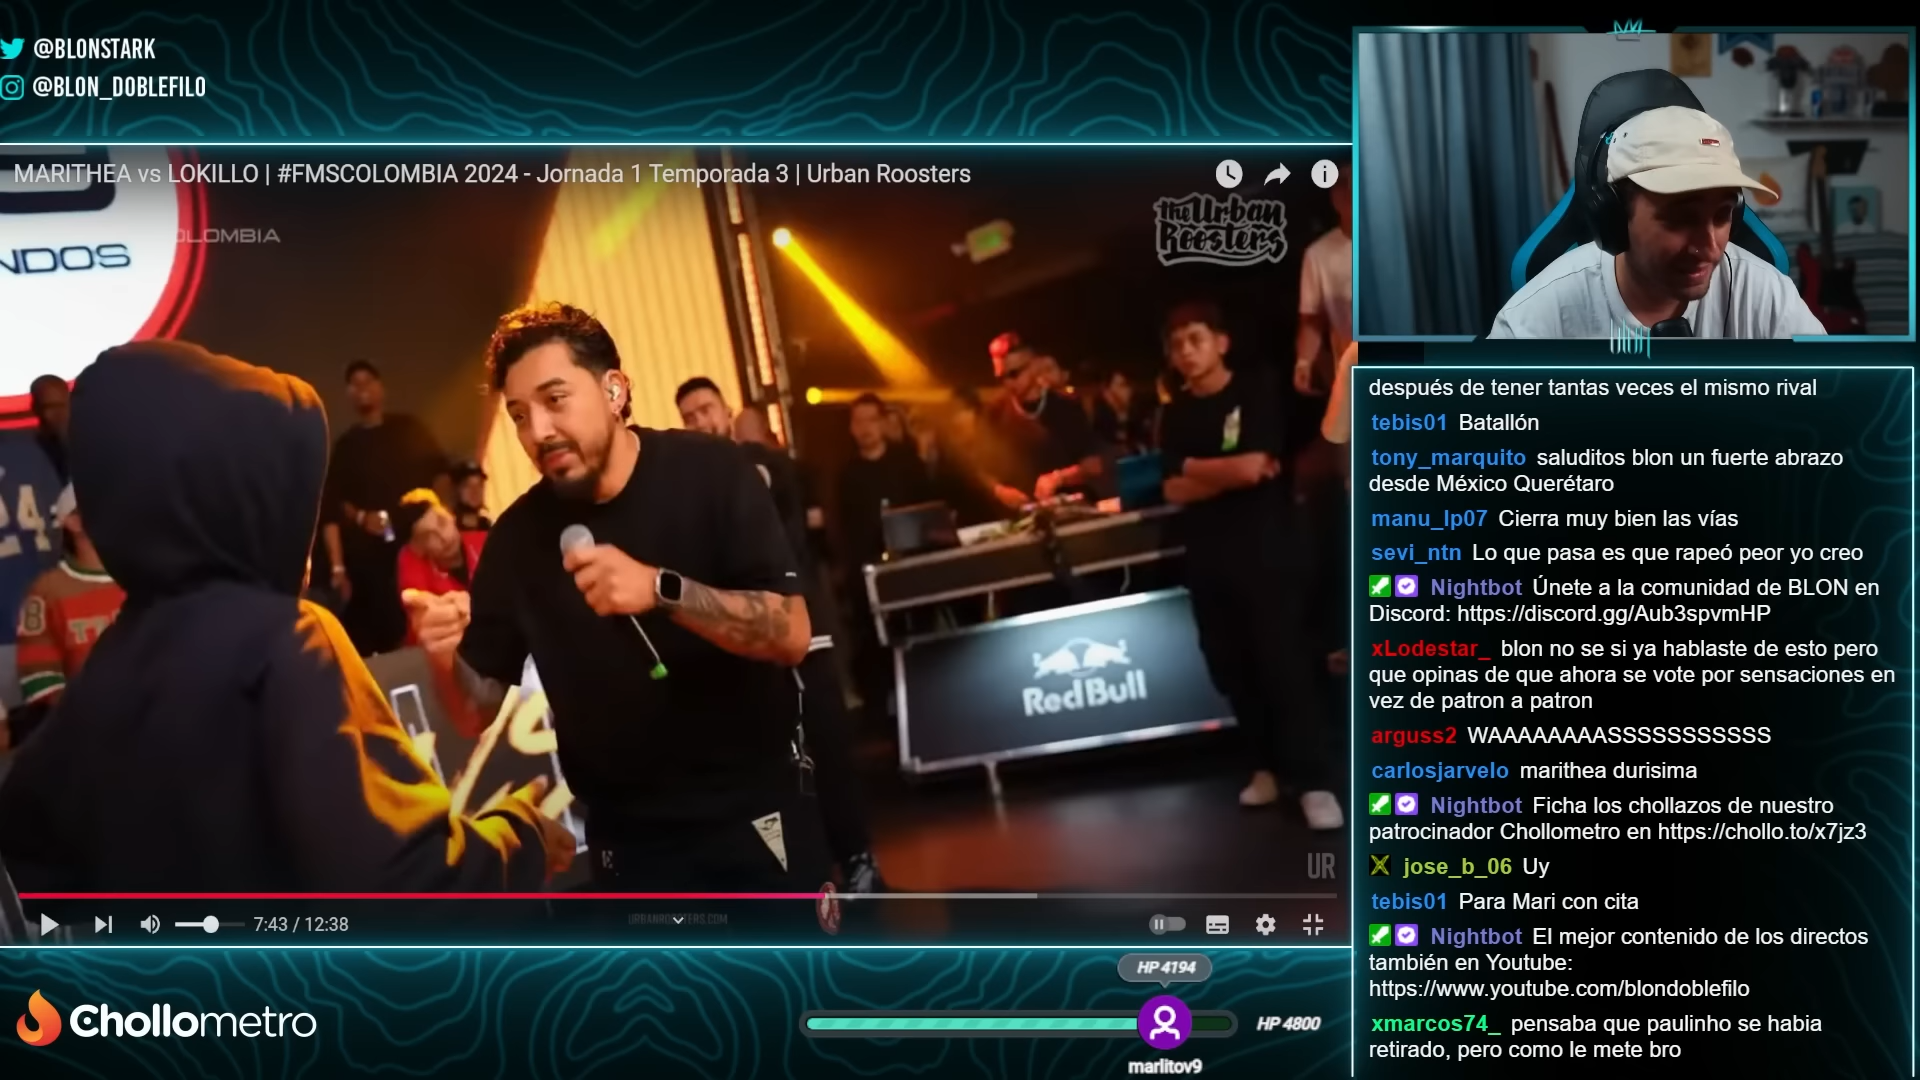 @BLONSTARK
@BLON_DOBLEFILO
MARITHEA vs LOKILLO | #FMSCOLOMBIA 2024 - Jornada 1 Temporada 3 | Urban Roosters
OLOMBIA
NDOS
the Urban
Roosters
24
Red Bull
UR
URBANROOSTERS.COM
7:43 / 12:38
Chollometro
HP 4194
HP 4800
marlitov9
después de tener tantas veces el mismo rival
tebis01 Batallón
tony_marquito saluditos blon un fuerte abrazo
desde México Querétaro
manu_lp07 Cierra muy bien las vías
sevi_ntn Lo que pasa es que rapeó peor yo creo
Nightbot Únete a la comunidad de BLON en
Discord: https://discord.gg/Aub3spvmHP
xLodestar_ blon no se si ya hablaste de esto pero
que opinas de que ahora se vote por sensaciones en
vez de patron a patron
arguss2 WAAAAAAAASSSSSSSSSSS
carlosjarvelo marithea durisima
Nightbot Ficha los chollazos de nuestro
patrocinador Chollometro en https://chollo.to/x7jz3
jose_b_06 Uy
tebis01 Para Mari con cita
Nightbot El mejor contenido de los directos
también en Youtube:
https://www.youtube.com/blondoblefilo
xmarcos74_ pensaba que paulinho se habia
retirado, pero como le mete bro